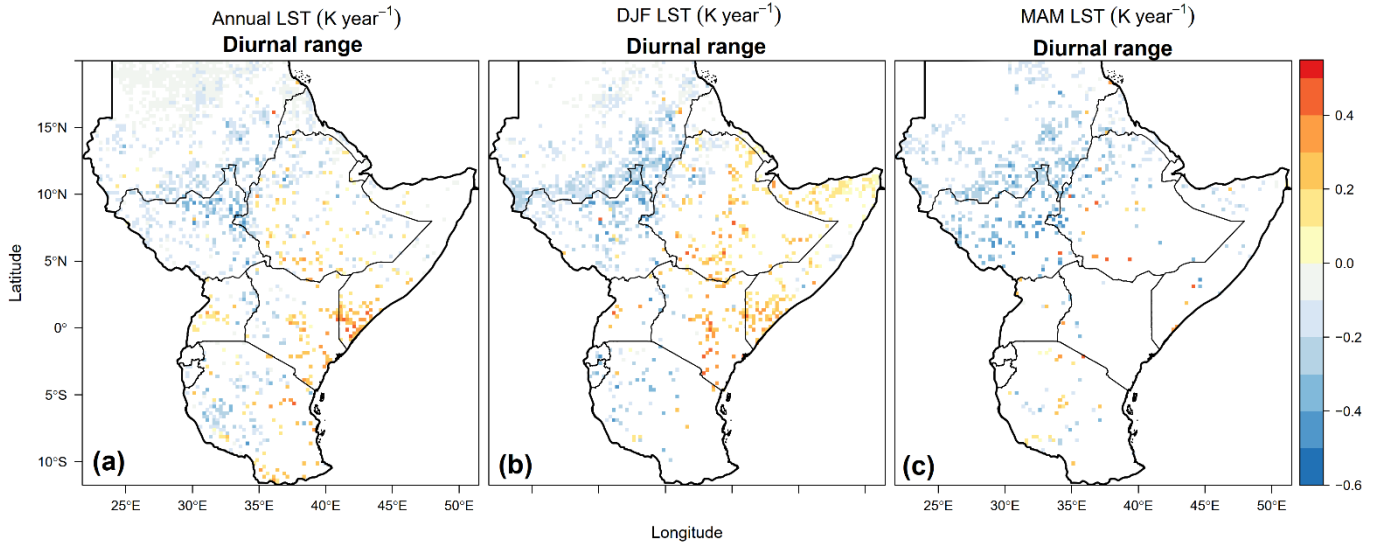 Annual LST (K year⁻¹)
Diurnal range
DJF LST (K year⁻¹)
Diurnal range
MAM LST (K year⁻¹)
Diurnal range
Latitude
15°N
10°N
5°N
0°
5°S
10°S
(a)
(b)
(c)
25°E 30°E 35°E 40°E 45°E 50°E
25°E 30°E 35°E 40°E 45°E 50°E
Longitude
0.4
0.2
0.0
−0.2
−0.4
−0.6